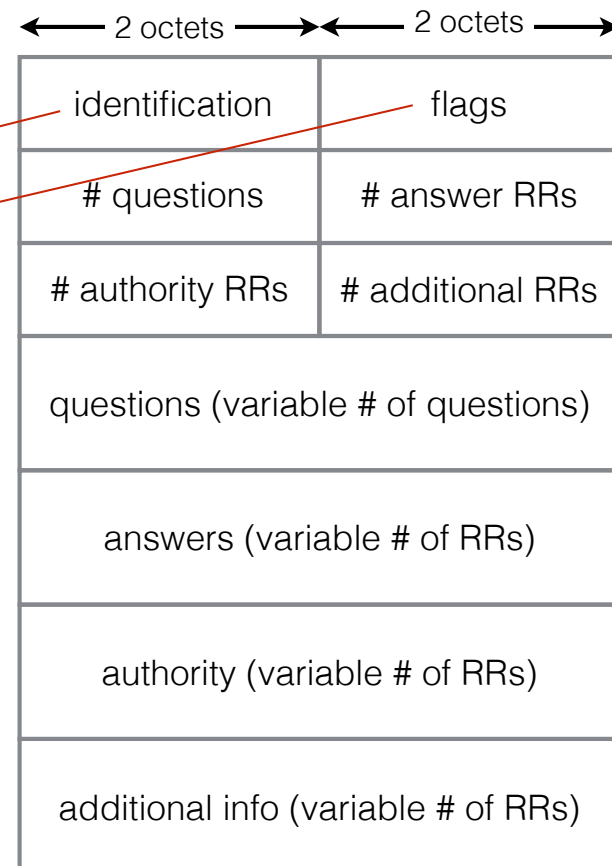 2 octets 2 octets
identification flags
# questions # answer RRs
# authority RRs # additional RRs
questions (variable # of questions)
answers (variable # of RRs)
authority (variable # of RRs)
additional info (variable # of RRs)